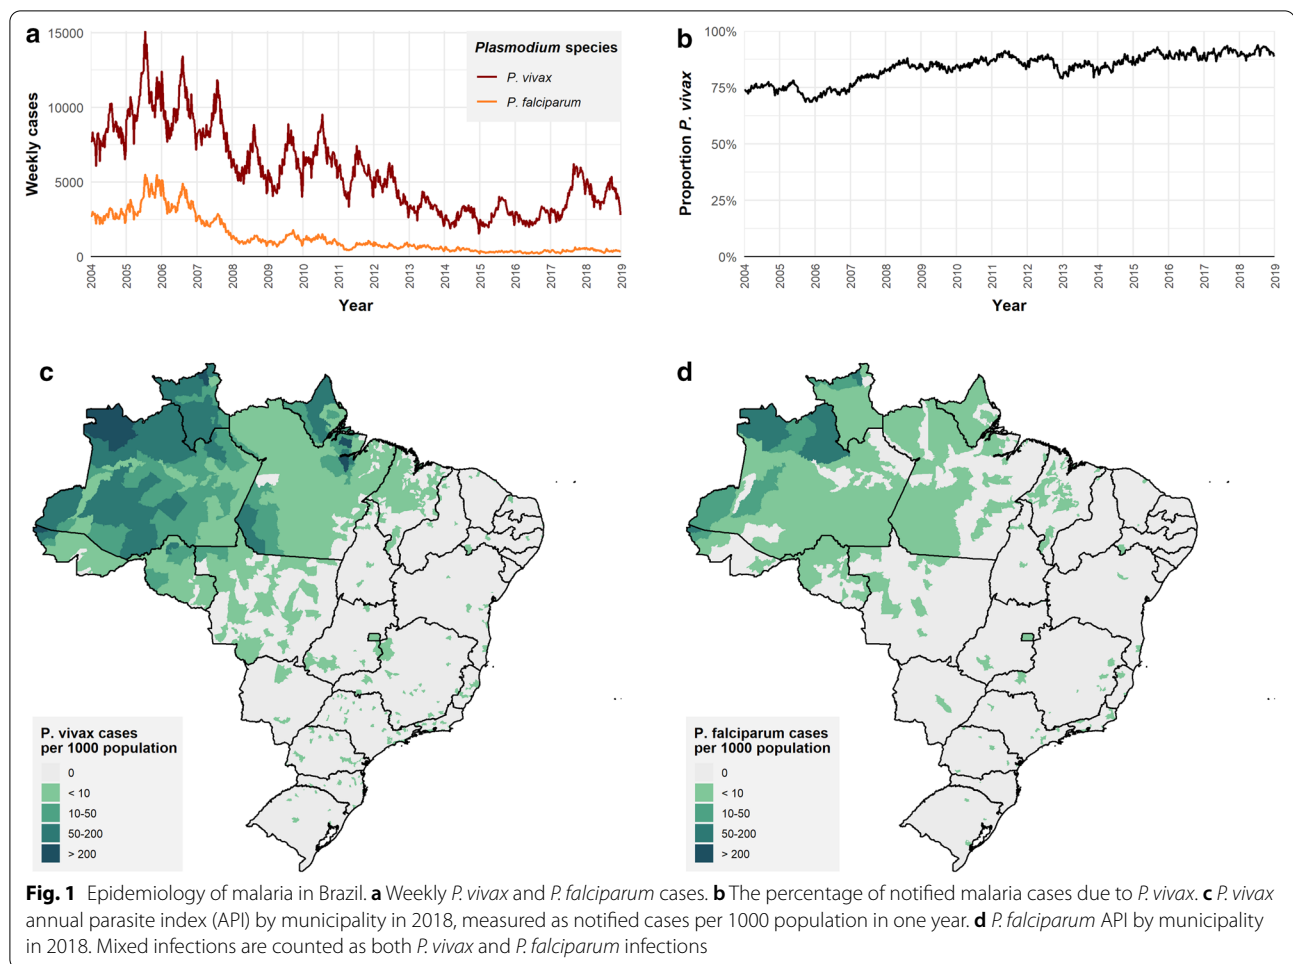 a
15000
10000
5000
0
Weekly cases
Plasmodium species
P. vivax
P. falciparum
2004 2005 2006 2007 2008 2009 2010 2011 2012 2013 2014 2015 2016 2017 2018 2019
Year
b
100%
75%
50%
25%
0%
Proportion P. vivax
2004 2005 2006 2007 2008 2009 2010 2011 2012 2013 2014 2015 2016 2017 2018 2019
Year
c
P. vivax cases
per 1000 population
0
< 10
10-50
50-200
> 200
d
P. falciparum cases
per 1000 population
0
< 10
10-50
50-200
> 200
Fig. 1 Epidemiology of malaria in Brazil. a Weekly P. vivax and P. falciparum cases. b The percentage of notified malaria cases due to P. vivax. c P. vivax
annual parasite index (API) by municipality in 2018, measured as notified cases per 1000 population in one year. d P. falciparum API by municipality
in 2018. Mixed infections are counted as both P. vivax and P. falciparum infections